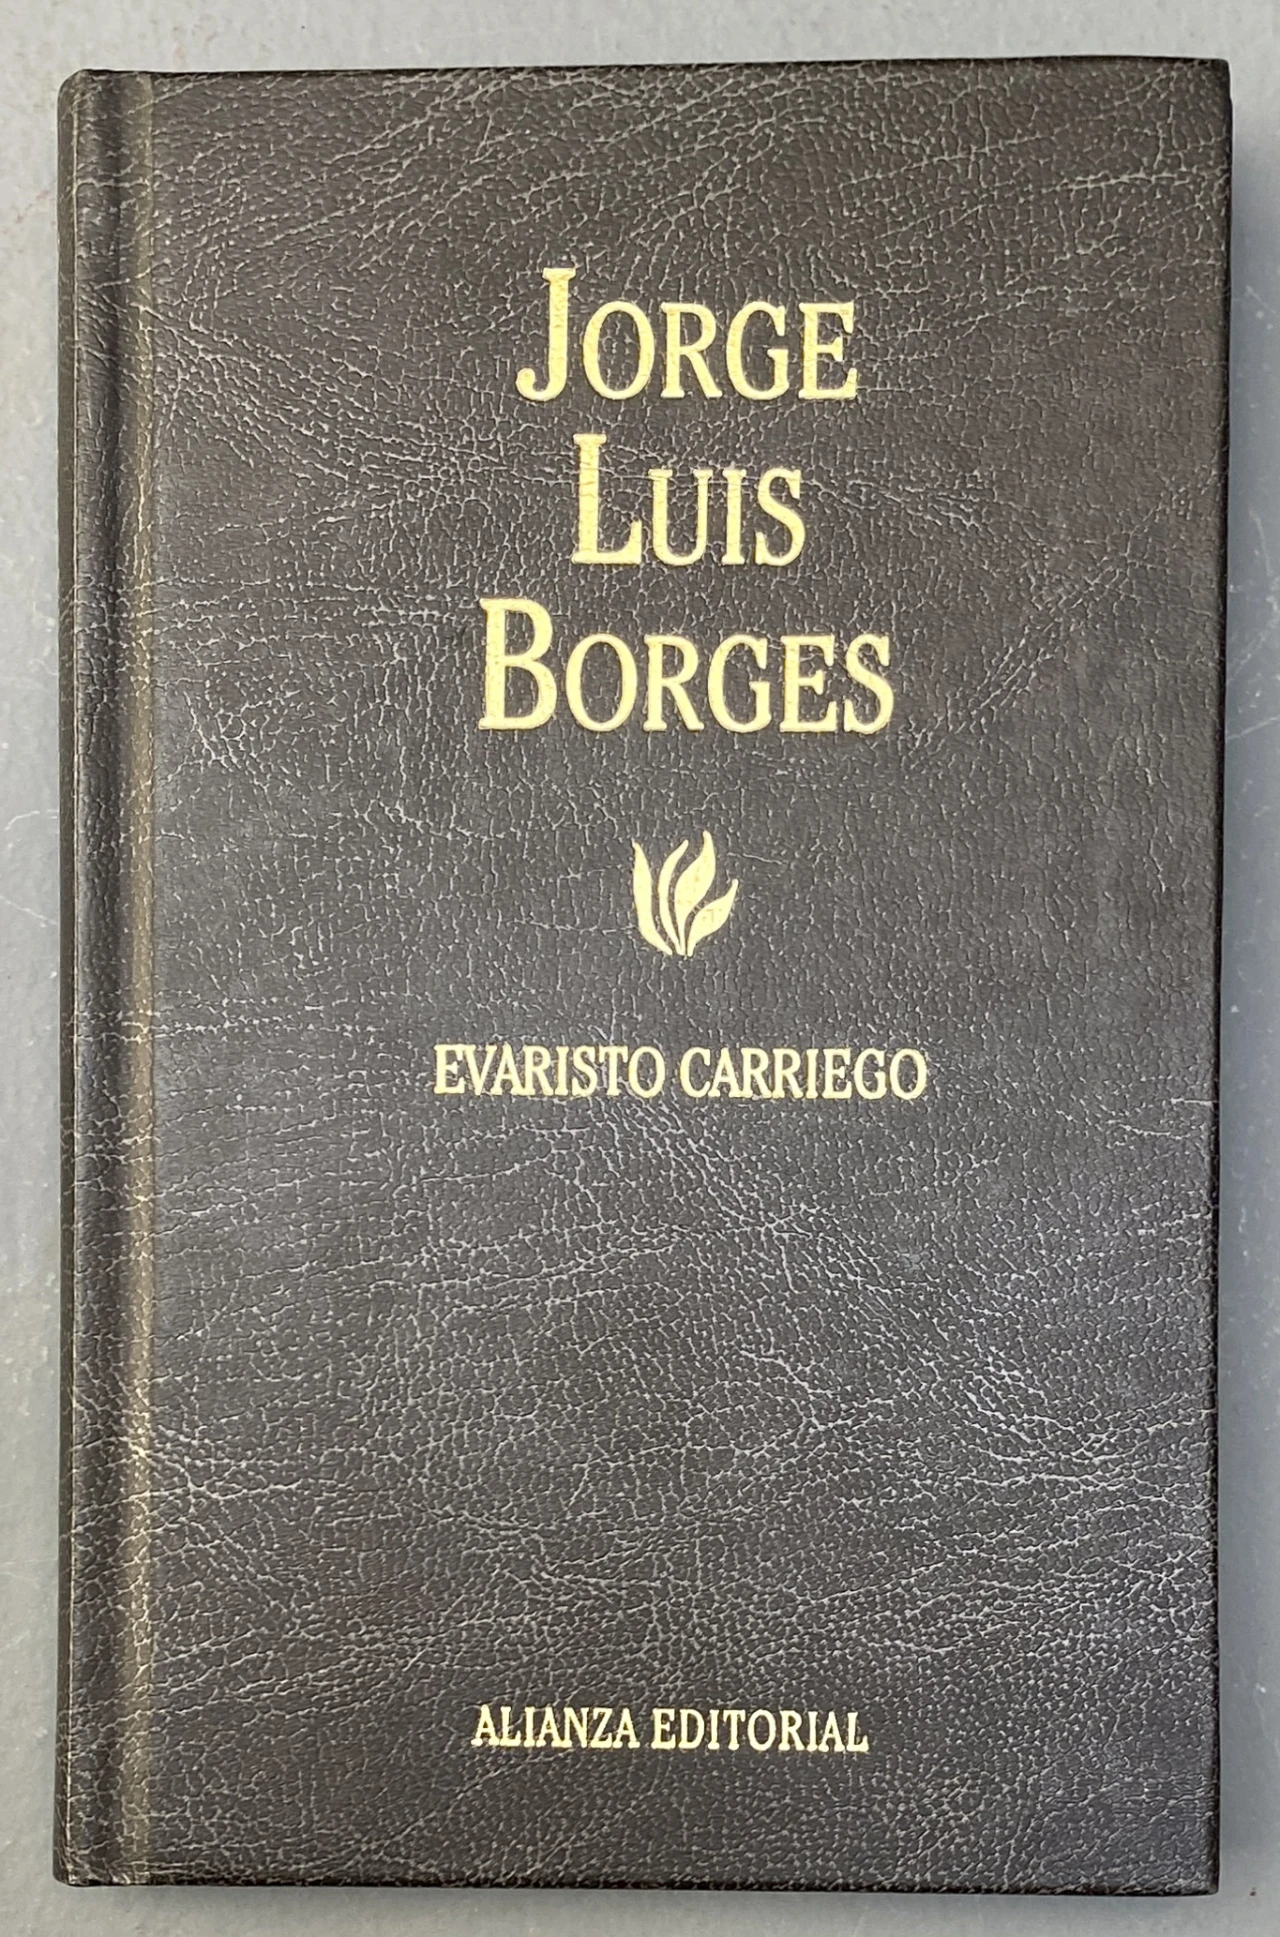 JORGE
LUIS
BORGES
EVARISTO CARRIEGO
ALIANZA EDITORIAL